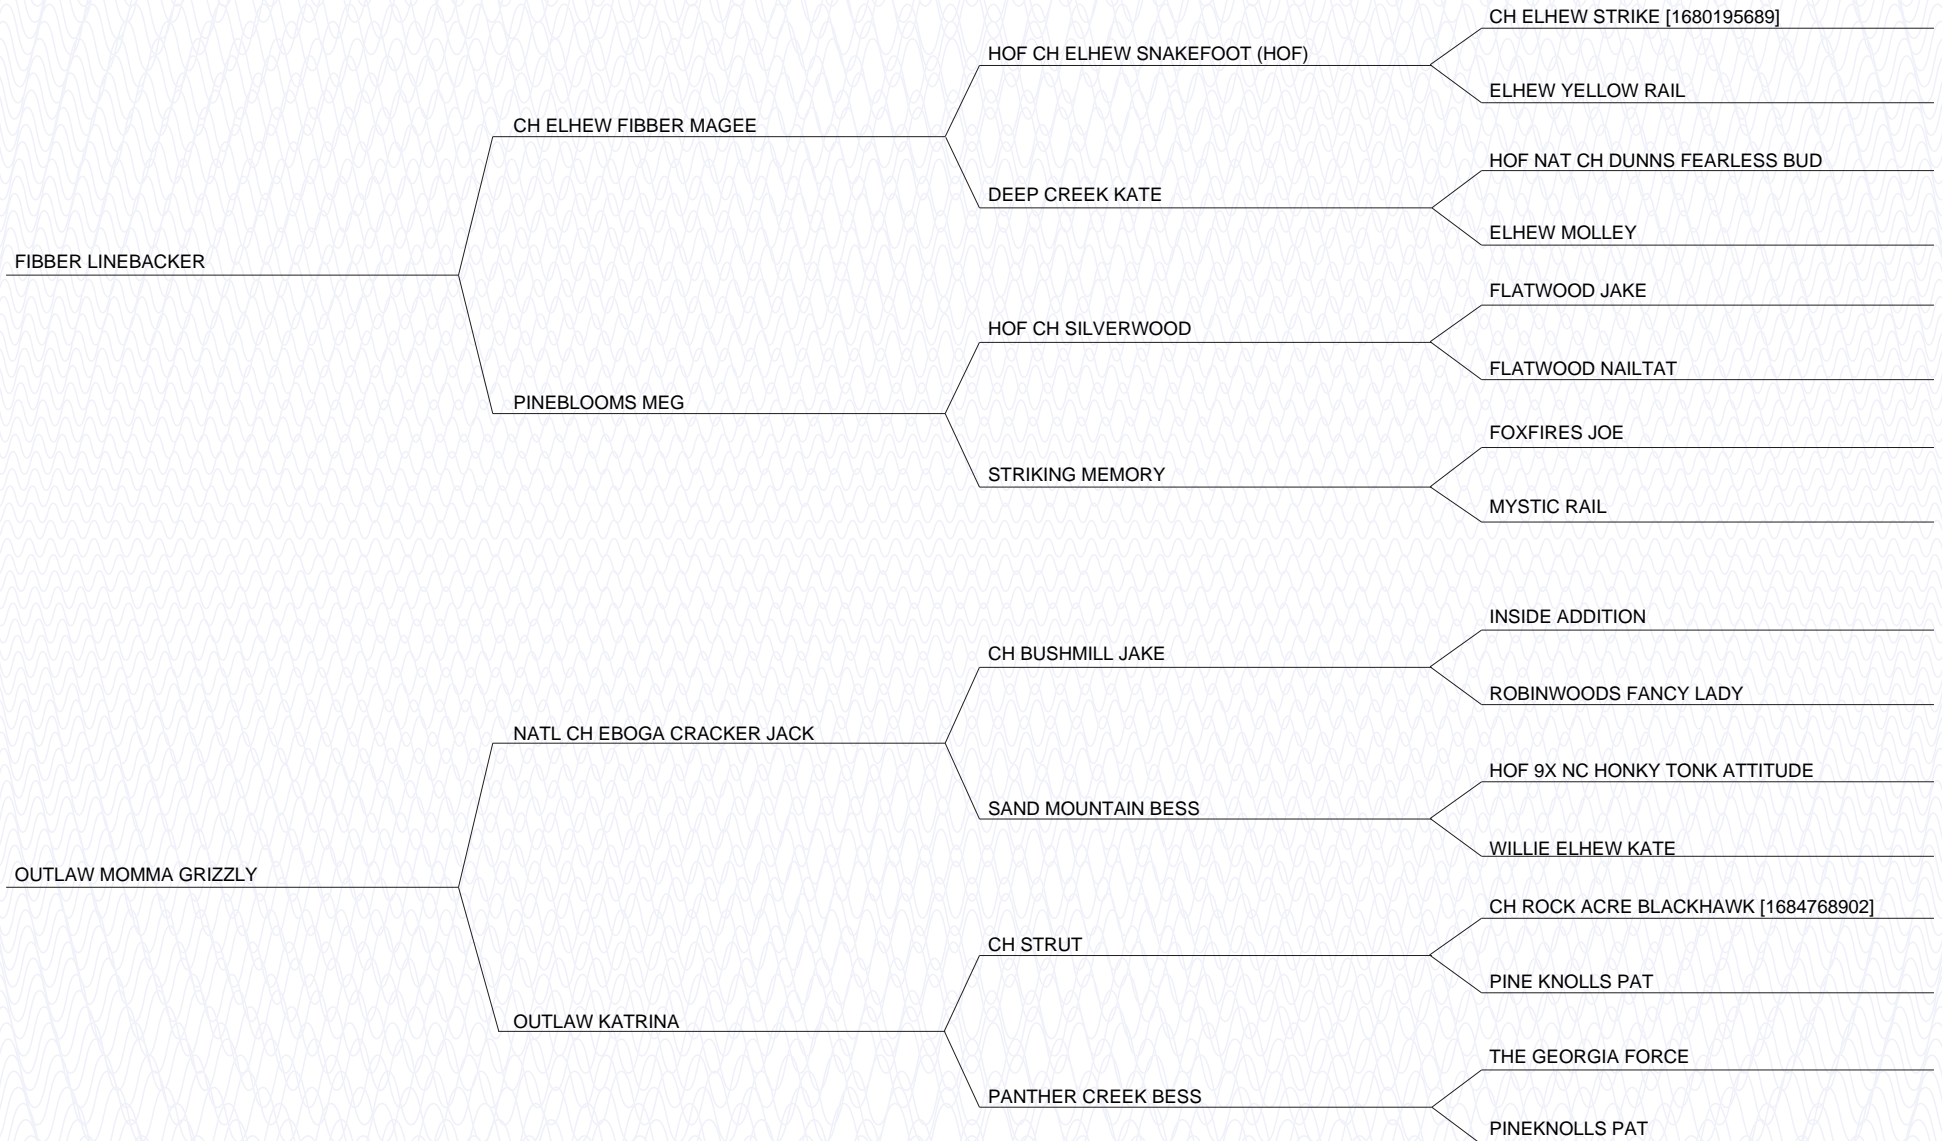 CH ELHEW STRIKE [1680195689]
HOF CH ELHEW SNAKEFOOT (HOF)
ELHEW YELLOW RAIL
CH ELHEW FIBBER MAGEE
HOF NAT CH DUNNS FEARLESS BUD
DEEP CREEK KATE
ELHEW MOLLEY
FIBBER LINEBACKER
FLATWOOD JAKE
HOF CH SILVERWOOD
FLATWOOD NAILTAT
PINEBLOOMS MEG
FOXFIRES JOE
STRIKING MEMORY
MYSTIC RAIL
INSIDE ADDITION
CH BUSHMILL JAKE
ROBINWOODS FANCY LADY
NATL CH EBOGA CRACKER JACK
HOF 9X NC HONKY TONK ATTITUDE
SAND MOUNTAIN BESS
WILLIE ELHEW KATE
OUTLAW MOMMA GRIZZLY
CH ROCK ACRE BLACKHAWK [1684768902]
CH STRUT
PINE KNOLLS PAT
OUTLAW KATRINA
THE GEORGIA FORCE
PANTHER CREEK BESS
PINEKNOLLS PAT